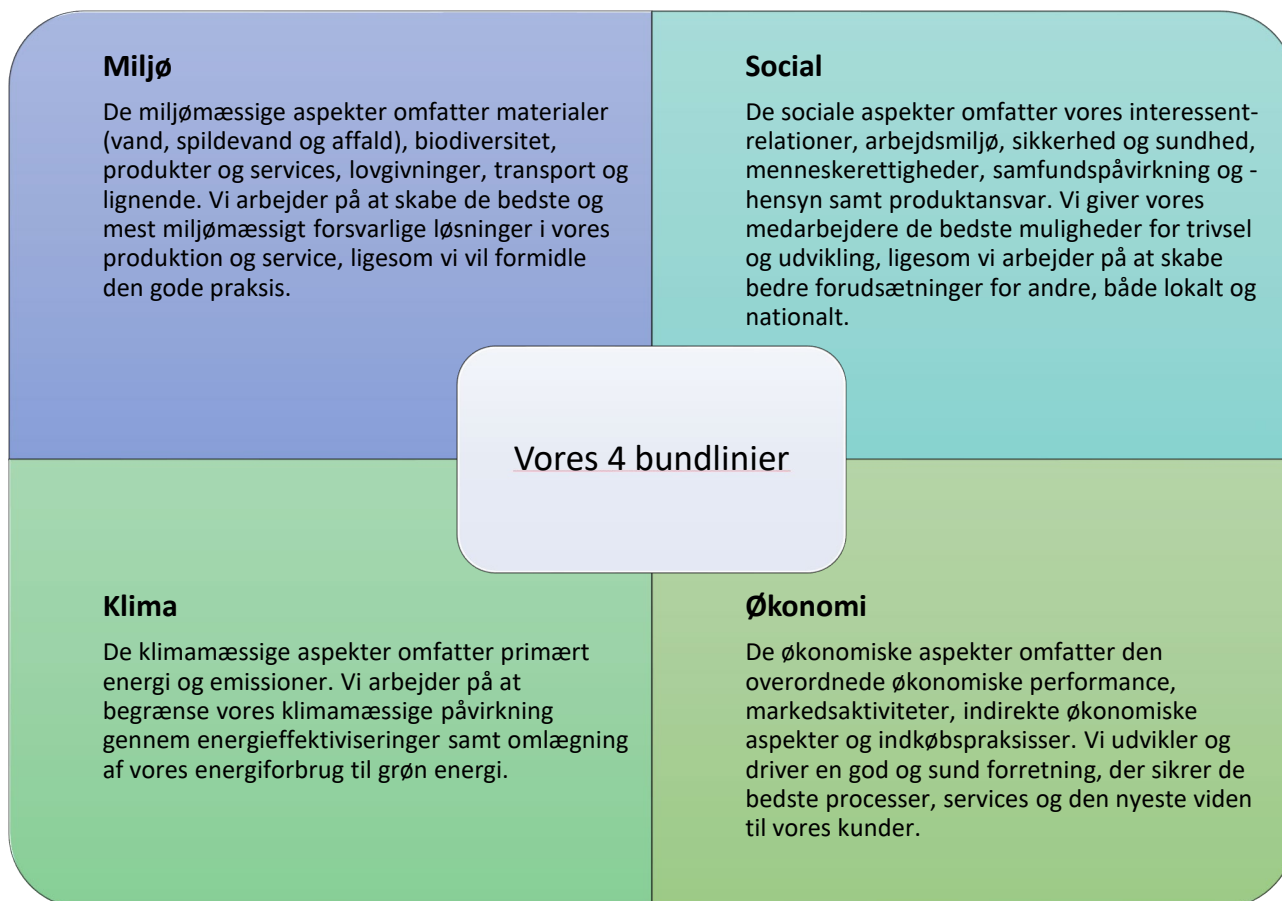 Miljø
De miljømæssige aspekter omfatter materialer
(vand, spildevand og affald), biodiversitet,
produkter og services, lovgivninger, transport og
lignende. Vi arbejder på at skabe de bedste og
mest miljømæssigt forsvarlige løsninger i vores
produktion og service, ligesom vi vil formidle
den gode praksis.
Social
De sociale aspekter omfatter vores interessent-
relationer, arbejdsmiljø, sikkerhed og sundhed,
menneskerettigheder, samfundspåvirkning og -
hensyn samt produktansvar. Vi giver vores
medarbejdere de bedste muligheder for trivsel
og udvikling, ligesom vi arbejder på at skabe
bedre forudsætninger for andre, både lokalt og
nationalt.
Vores 4 bundlinier
Klima
De klimamæssige aspekter omfatter primært
energi og emissioner. Vi arbejder på at
begrænse vores klimamæssige påvirkning
gennem energieffektiviseringer samt omlægning
af vores energiforbrug til grøn energi.
Økonomi
De økonomiske aspekter omfatter den
overordnede økonomiske performance,
markedsaktiviteter, indirekte økonomiske
aspekter og indkøbspraksisser. Vi udvikler og
driver en god og sund forretning, der sikrer de
bedste processer, services og den nyeste viden
til vores kunder.